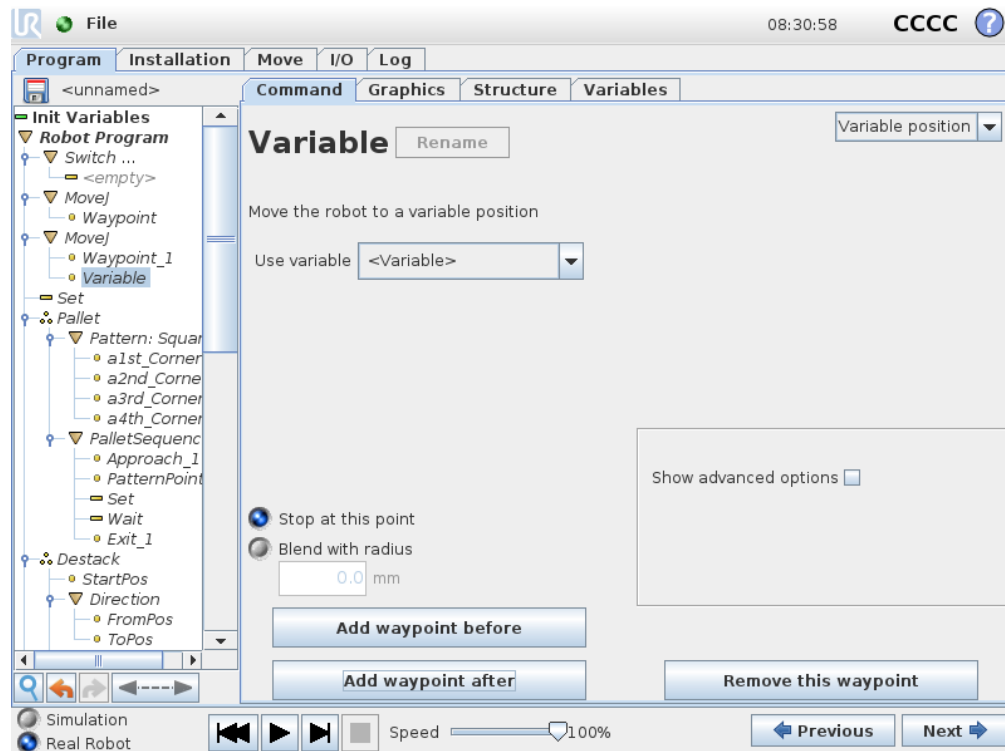 UR File 08:30:58 CCCC ?
Program Installation Move I/O Log
<unnamed> Command Graphics Structure Variables
Init Variables
Robot Program
Switch ...
<empty>
MoveJ
Waypoint
MoveJ
Waypoint_1
Variable
Set
Pallet
Pattern: Squar
a1st_Corner
a2nd_Corne
a3rd_Corner
a4th_Corner
PalletSequenc
Approach_1
PatternPoint
Set
Wait
Exit_1
Destack
StartPos
Direction
FromPos
ToPos
Variable Rename Variable position
Move the robot to a variable position
Use variable <Variable>
Show advanced options
Stop at this point
Blend with radius
0.0 mm
Add waypoint before
Add waypoint after Remove this waypoint
Simulation
Real Robot
Speed 100% Previous Next